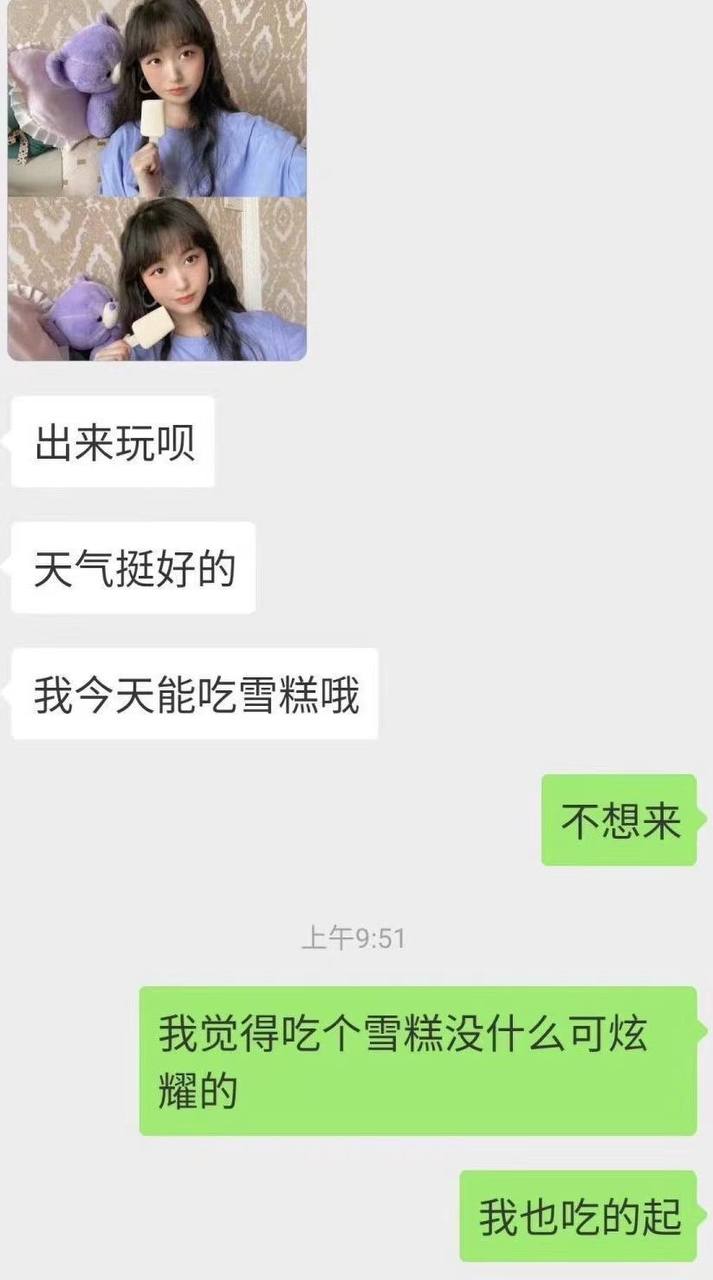 出来玩呗
天气挺好的
我今天能吃雪糕哦
不想来
上午9:51
我觉得吃个雪糕没什么可炫
耀的
我也吃的起